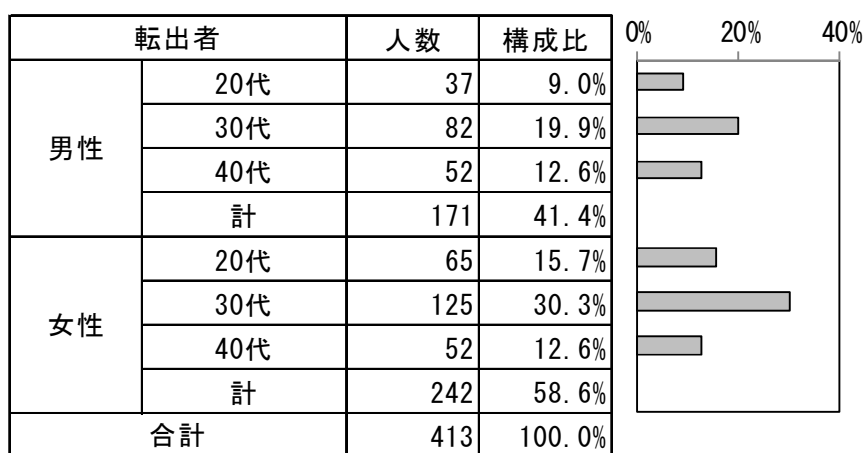 転出者 人数 構成比 0% 20% 40%
男性 20代 37 9.0%
30代 82 19.9%
40代 52 12.6%
計 171 41.4%
女性 20代 65 15.7%
30代 125 30.3%
40代 52 12.6%
計 242 58.6%
合計 413 100.0%